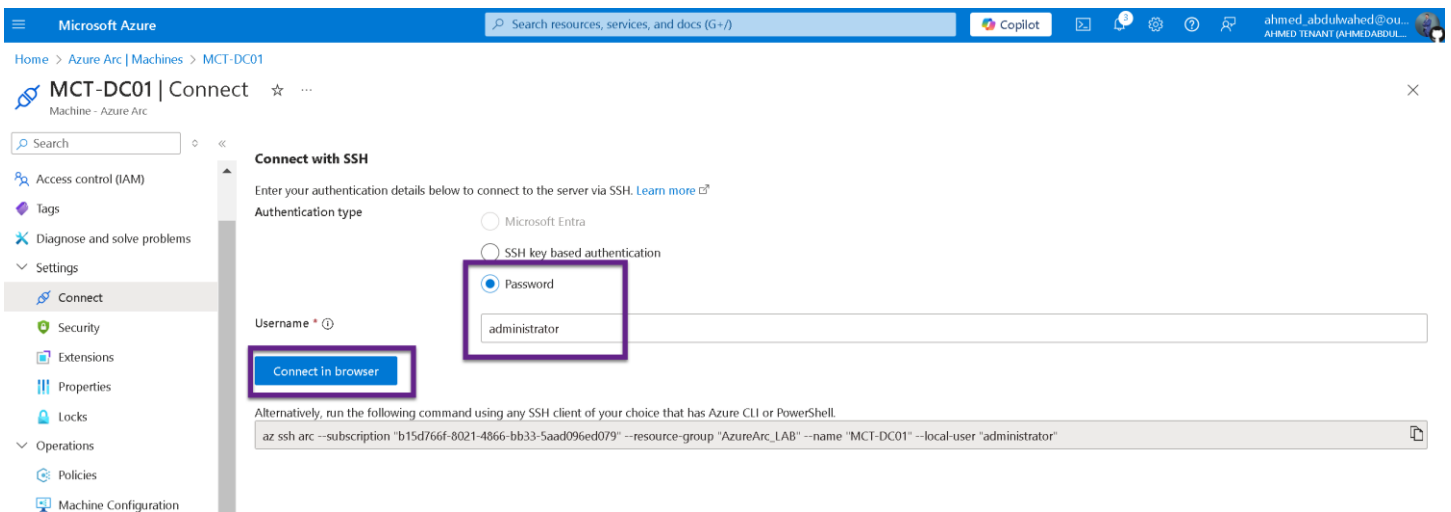 Microsoft Azure
Search resources, services, and docs (G+/)
Copilot
3
ahmed_abdulwahed@ou...
AHMED TENANT (AHMEDABDUL...
Home > Azure Arc | Machines > MCT-DC01
MCT-DC01 | Connect
Machine - Azure Arc
Search
Access control (IAM)
Tags
Diagnose and solve problems
Settings
Connect
Security
Extensions
Properties
Locks
Operations
Policies
Machine Configuration
Connect with SSH
Enter your authentication details below to connect to the server via SSH. Learn more
Authentication type
Microsoft Entra
SSH key based authentication
Password
Username *
administrator
Connect in browser
Alternatively, run the following command using any SSH client of your choice that has Azure CLI or PowerShell.
az ssh arc --subscription "b15d766f-8021-4866-bb33-5aad096ed079" --resource-group "AzureArc_LAB" --name "MCT-DC01" --local-user "administrator"